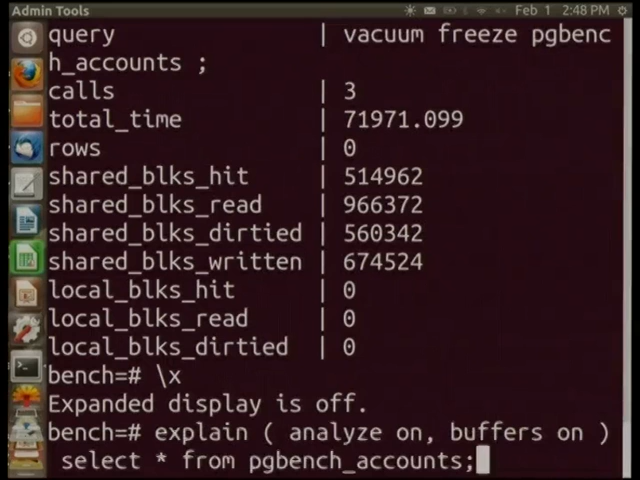 Admin Tools
Feb 1 2:48 PM
query | vacuum freeze pgbenc
h_accounts ;
calls | 3
total_time | 71971.099
rows | 0
shared_blks_hit | 514962
shared_blks_read | 966372
shared_blks_dirtied | 560342
shared_blks_written | 674524
local_blks_hit | 0
local_blks_read | 0
local_blks_dirtied | 0
bench=# \x
Expanded display is off.
bench=# explain ( analyze on, buffers on )
select * from pgbench_accounts;